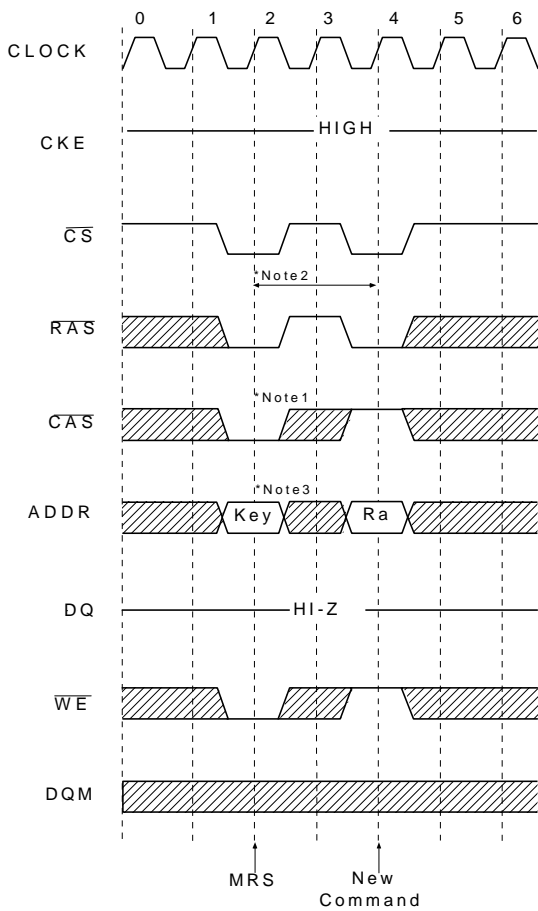 0 1 2 3 4 5 6
CLOCK
HIGH
CKE
CS
*Note2
RAS
*Note1
CAS
*Note3
ADDR Key Ra
DQ HI-Z
WE
DQM
MRS New
Command